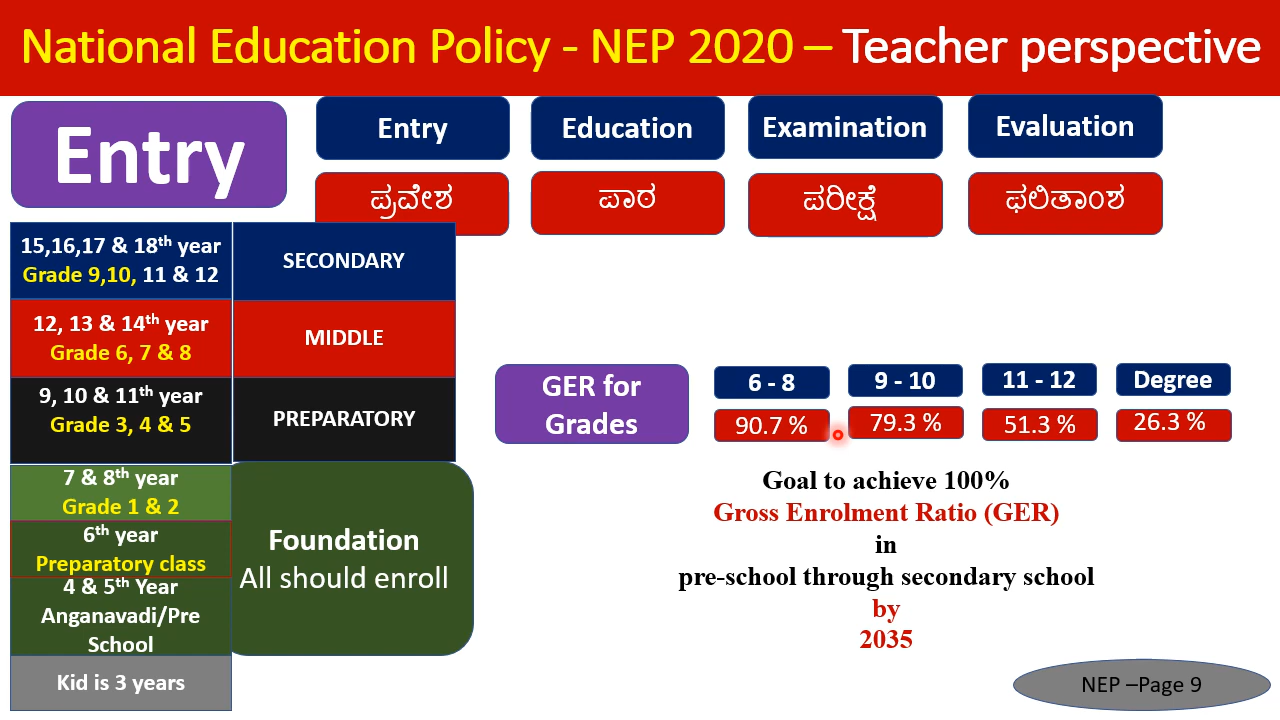 National Education Policy - NEP 2020 – Teacher perspective
Entry
Entry
Education
Examination
Evaluation
ಪ್ರವೇಶ
ಪಾಠ
ಪರೀಕ್ಷೆ
ಫಲಿತಾಂಶ
15,16,17 & 18th year
Grade 9,10, 11 & 12
SECONDARY
12, 13 & 14th year
Grade 6, 7 & 8
MIDDLE
9, 10 & 11th year
Grade 3, 4 & 5
PREPARATORY
7 & 8th year
Grade 1 & 2
6th year
Preparatory class
4 & 5th Year
Anganavadi/Pre
School
Kid is 3 years
Foundation
All should enroll
GER for
Grades
6 - 8
9 - 10
11 - 12
Degree
90.7 %
79.3 %
51.3 %
26.3 %
Goal to achieve 100%
Gross Enrolment Ratio (GER)
in
pre-school through secondary school
by
2035
NEP –Page 9